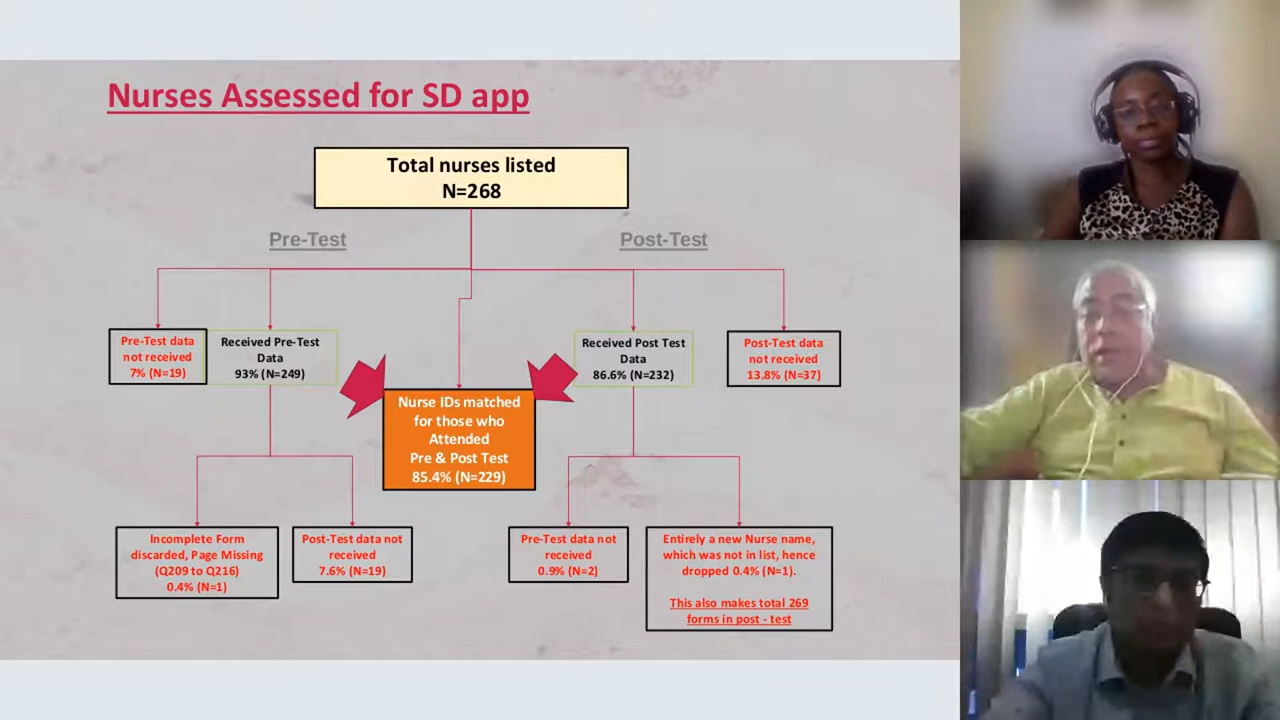 Nurses Assessed for SD app
Total nurses listed
N=268
Pre-Test
Post-Test
Pre-Test data
not received
7% (N=19)
Received Pre-Test
Data
93% (N=249)
Received Post Test
Data
86.6% (N=232)
Post-Test data
not received
13.8% (N=37)
Nurse IDs matched
for those who
Attended
Pre & Post Test
85.4% (N=229)
Incomplete Form
discarded, Page Missing
(Q209 to Q216)
0.4% (N=1)
Post-Test data not
received
7.6% (N=19)
Pre-Test data not
received
0.9% (N=2)
Entirely a new Nurse name,
which was not in list, hence
dropped 0.4% (N=1).
This also makes total 269
forms in post - test